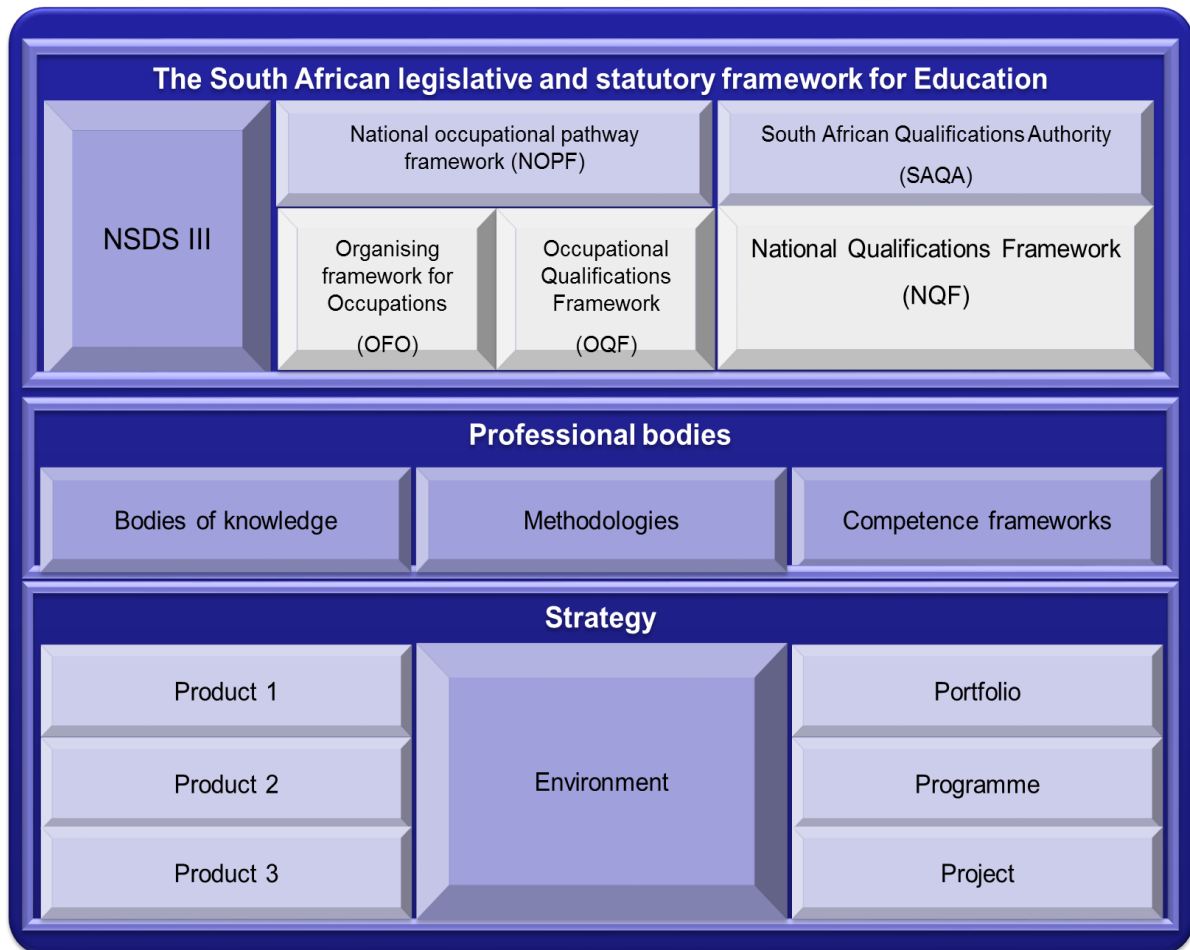 The South African legislative and statutory framework for Education
NSDS III
National occupational pathway
framework (NOPF)
South African Qualifications Authority
(SAQA)
Organising
framework for
Occupations
(OFO)
Occupational
Qualifications
Framework
(OQF)
National Qualifications Framework
(NQF)
Professional bodies
Bodies of knowledge
Methodologies
Competence frameworks
Strategy
Product 1
Product 2
Product 3
Environment
Portfolio
Programme
Project